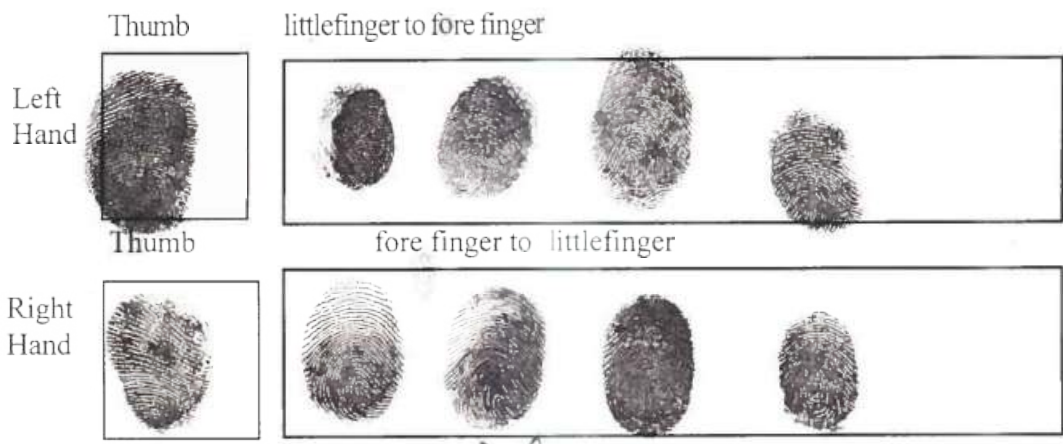 Thumb littlefinger to fore finger
Left
Hand
Thumb fore finger to littlefinger
Right
Hand